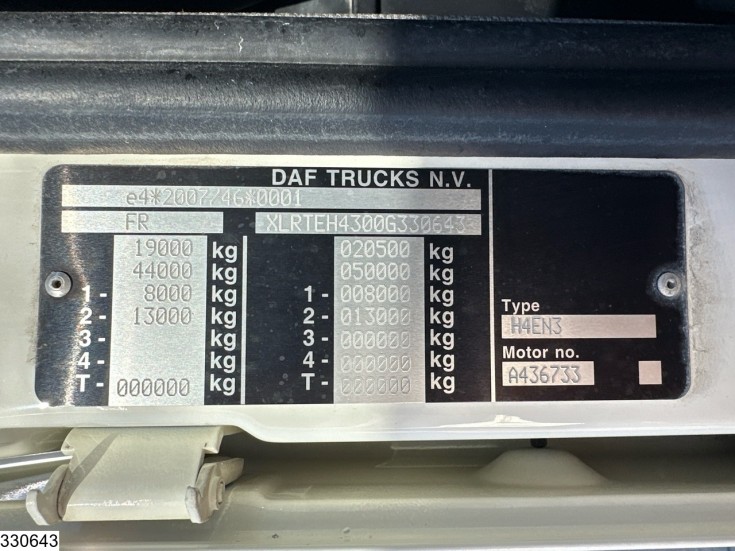 DAF TRUCKS N.V.
e4*2007/46*0001
FR XLRTEH4300G330643
19000 kg 020500 kg
44000 kg 050000 kg
1 - 8000 kg 1 - 008000 kg
2 - 13000 kg 2 - 013000 kg
3 - kg 3 - 000000 kg
4 - kg 4 - 000000 kg
T - 000000 kg T - 000000 kg
Type
H4EN3
Motor no.
A436733
330643